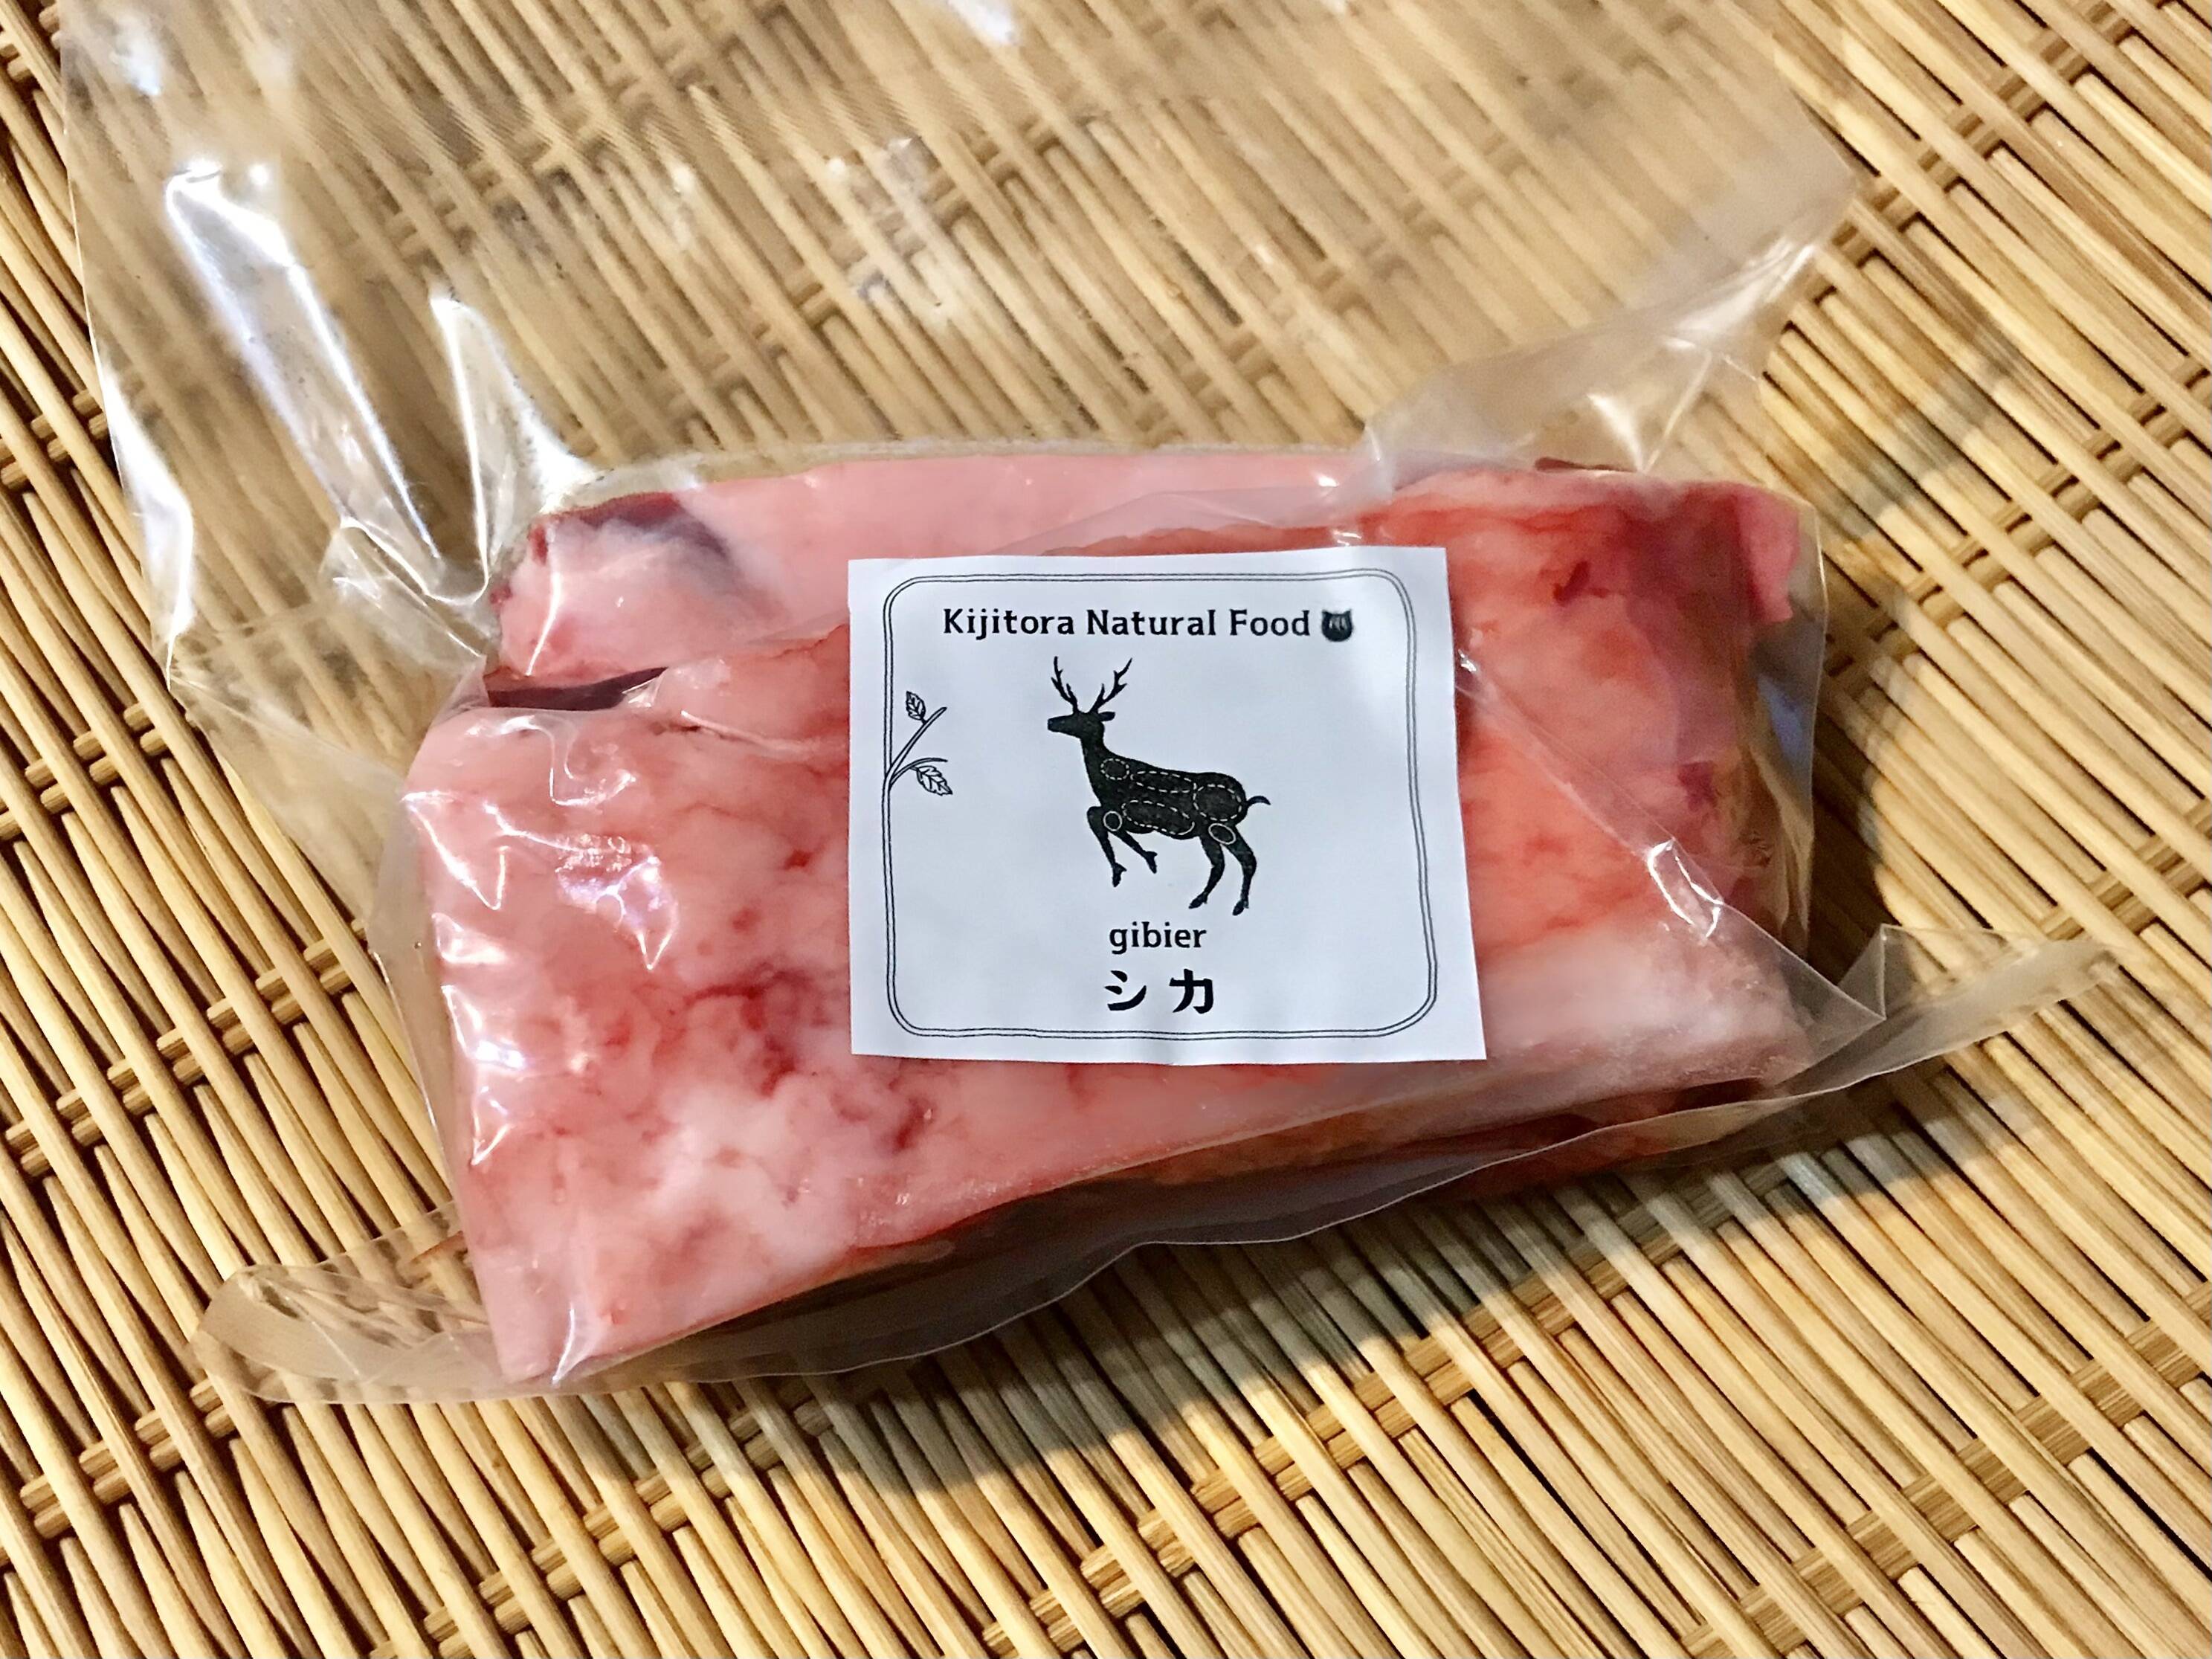 Kijitora Natural Food
gibier
シカ